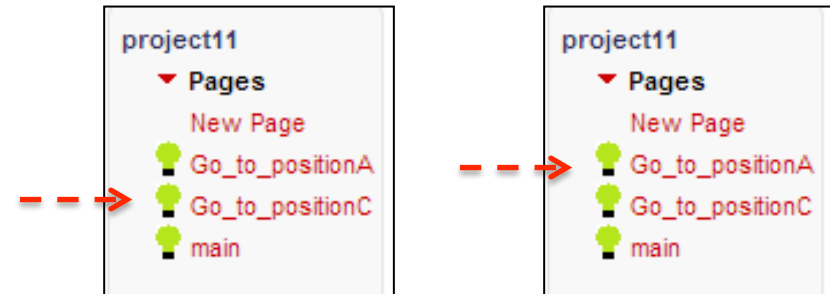 project11
Pages
New Page
Go_to_positionA
Go_to_positionC
main
project11
Pages
New Page
Go_to_positionA
Go_to_positionC
main